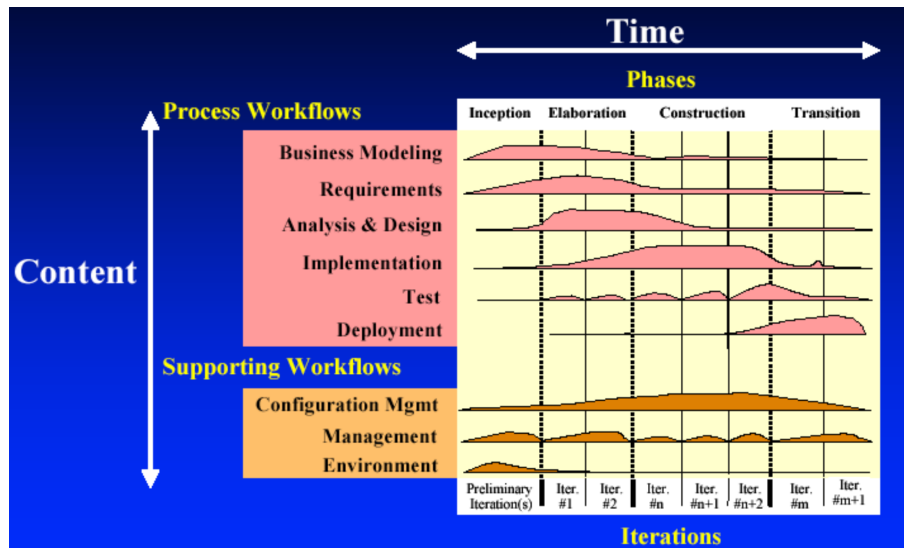 Time
Phases
Process Workflows
Inception Elaboration Construction Transition
Business Modeling
Requirements
Analysis & Design
Implementation
Content
Test
Deployment
Supporting Workflows
Configuration Mgmt
Management
Environment
Preliminary
Iteration(s)
Iter.
#1
Iter.
#2
Iter.
#n
Iter.
#n+1
Iter.
#n+2
Iter.
#m
Iter.
#m+1
Iterations